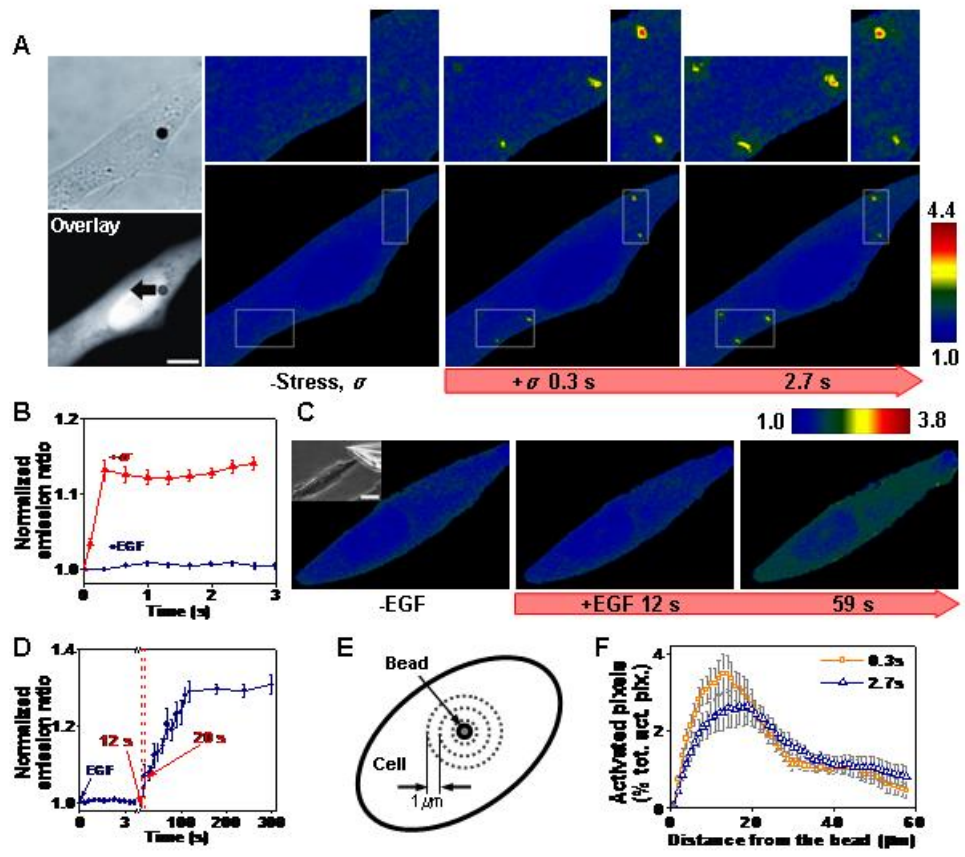 A
Overlay
4.4
1.0
-Stress, σ
+σ 0.3 s
2.7 s
B
Normalized emission ratio
1.2
1.1
1.0
+σ
+EGF
0
1
2
3
Time (s)
C
1.0
3.8
-EGF
+EGF 12 s
59 s
D
Normalized emission ratio
1.4
1.2
1.0
12 s
20 s
EGF
0
3
100
200
300
Time (s)
E
Bead
Cell
1 μm
F
Activated pixels
(% tot. act. pix.)
4
2
0
0.3s
2.7s
0
20
40
60
Distance from the bead (μm)